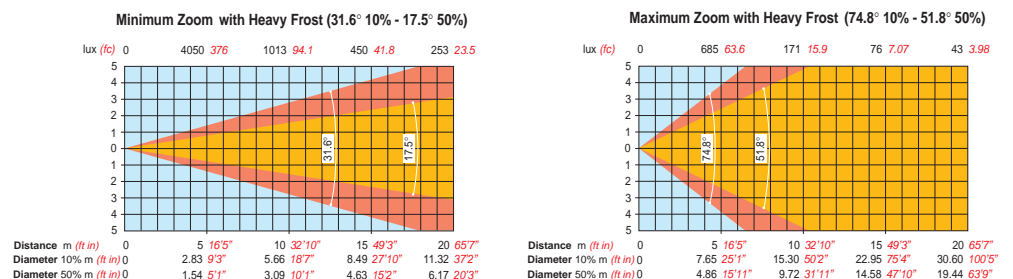 Minimum Zoom with Heavy Frost (31.6° 10% - 17.5° 50%)
lux (fc) 0 4050 376 1013 94.1 450 41.8 253 23.5
5
4
3
2
1
0
1
2
3
4
5
31.6°
17.5°
Distance m (ft in) 0 5 16'5" 10 32'10" 15 49'3" 20 65'7"
Diameter 10% m (ft in) 0 2.83 9'3" 5.66 18'7" 8.49 27'10" 11.32 37'2"
Diameter 50% m (ft in) 0 1.54 5'1" 3.09 10'1" 4.63 15'2" 6.17 20'3"
Maximum Zoom with Heavy Frost (74.8° 10% - 51.8° 50%)
lux (fc) 0 685 63.6 171 15.9 76 7.07 43 3.98
5
4
3
2
1
0
1
2
3
4
5
74.8°
51.8°
Distance m (ft in) 0 5 16'5" 10 32'10" 15 49'3" 20 65'7"
Diameter 10% m (ft in) 0 7.65 25'1" 15.30 50'2" 22.95 75'4" 30.60 100'5"
Diameter 50% m (ft in) 0 4.86 15'11" 9.72 31'11" 14.58 47'10" 19.44 63'9"